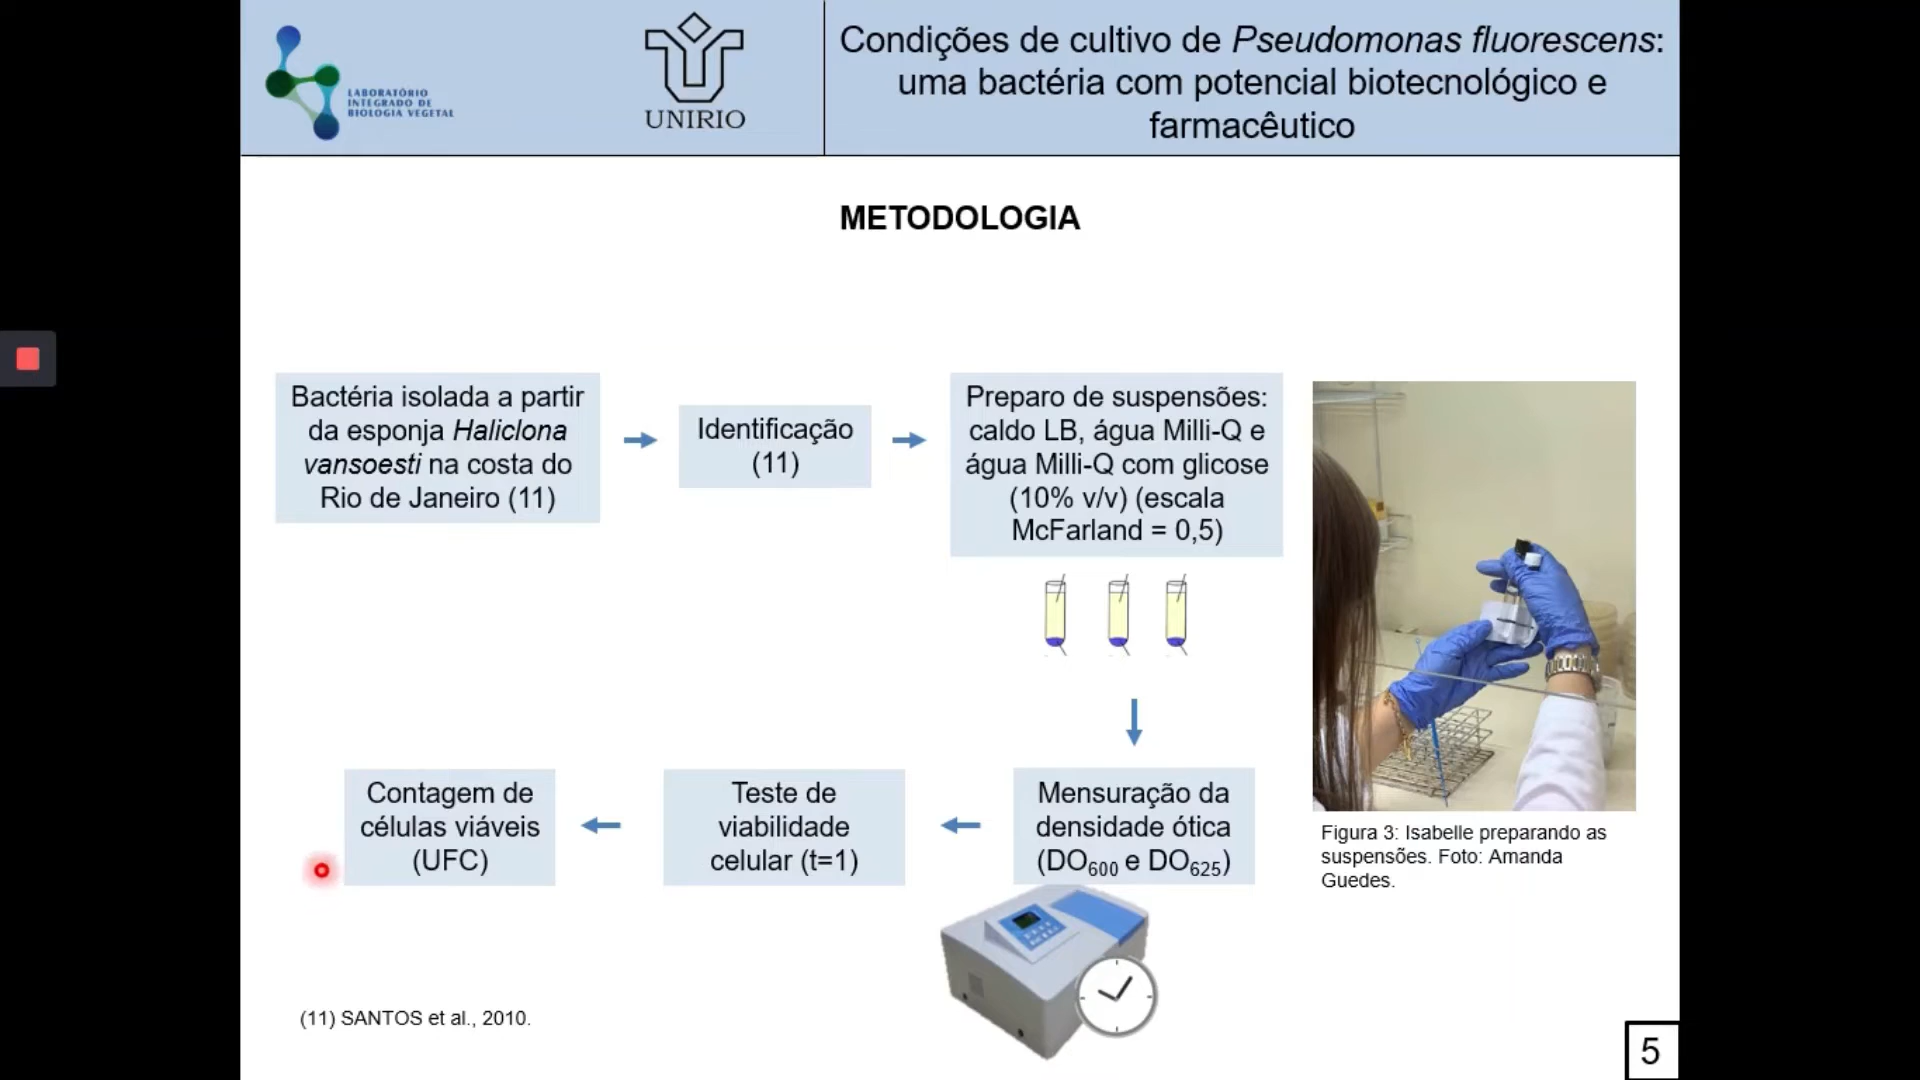 LABORATÓRIO
INTEGRADO DE
BIOLOGIA VEGETAL
UNIRIO
Condições de cultivo de Pseudomonas fluorescens:
uma bactéria com potencial biotecnológico e
farmacêutico
METODOLOGIA
Bactéria isolada a partir
da esponja Haliclona
vansoesti na costa do
Rio de Janeiro (11)
Identificação
(11)
Preparo de suspensões:
caldo LB, água Milli-Q e
água Milli-Q com glicose
(10% v/v) (escala
McFarland = 0,5)
Mensuração da
densidade ótica
(DO₆₀₀ e DO₆₂₅)
Teste de
viabilidade
celular (t=1)
Contagem de
células viáveis
(UFC)
Figura 3: Isabelle preparando as
suspensões. Foto: Amanda
Guedes.
(11) SANTOS et al., 2010.
5